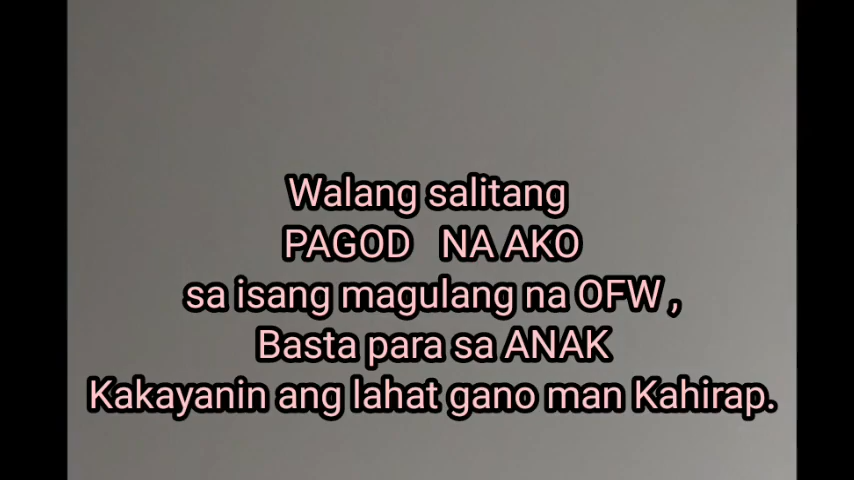 Walang salitang
PAGOD NA AKO
sa isang magulang na OFW ,
Basta para sa ANAK
Kakayanin ang lahat gano man Kahirap.